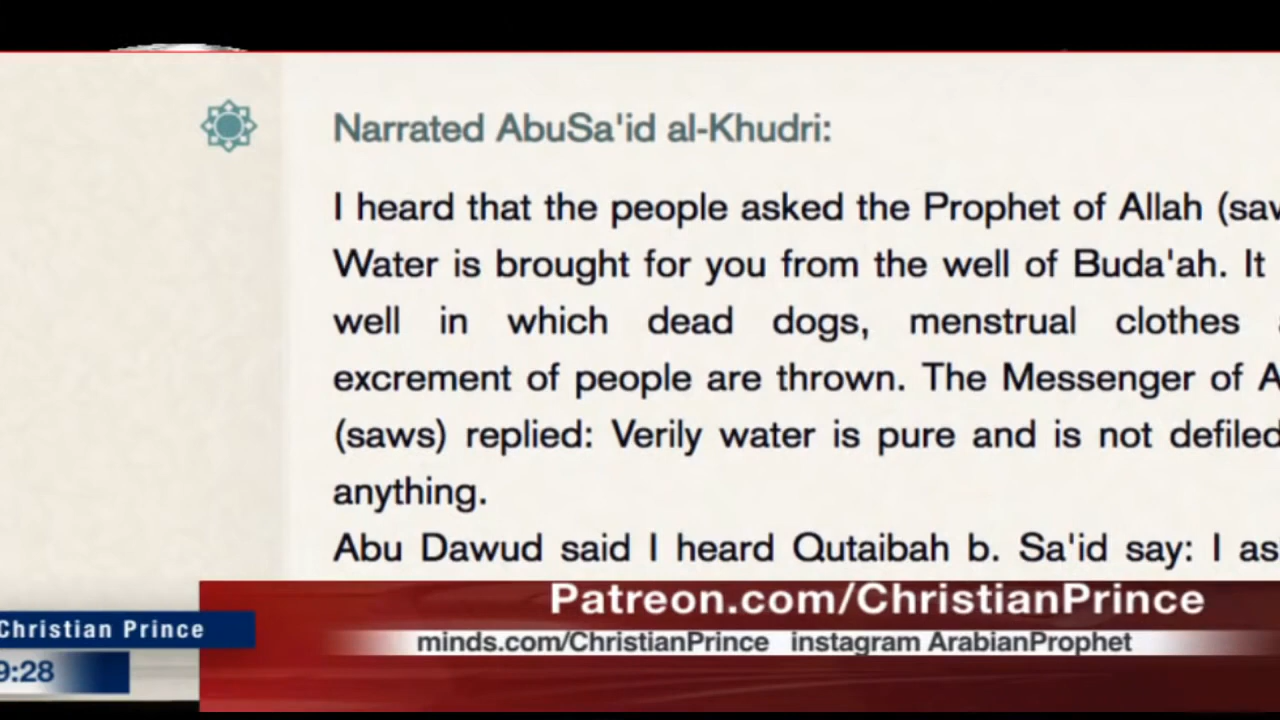 Narrated AbuSa'id al-Khudri:
I heard that the people asked the Prophet of Allah (saw
Water is brought for you from the well of Buda'ah. It
well in which dead dogs, menstrual clothes
excrement of people are thrown. The Messenger of A
(saws) replied: Verily water is pure and is not defiled
anything.
Abu Dawud said I heard Qutaibah b. Sa'id say: I as
Patreon.com/ChristianPrince
Christian Prince
minds.com/ChristianPrince instagram ArabianProphet
9:28